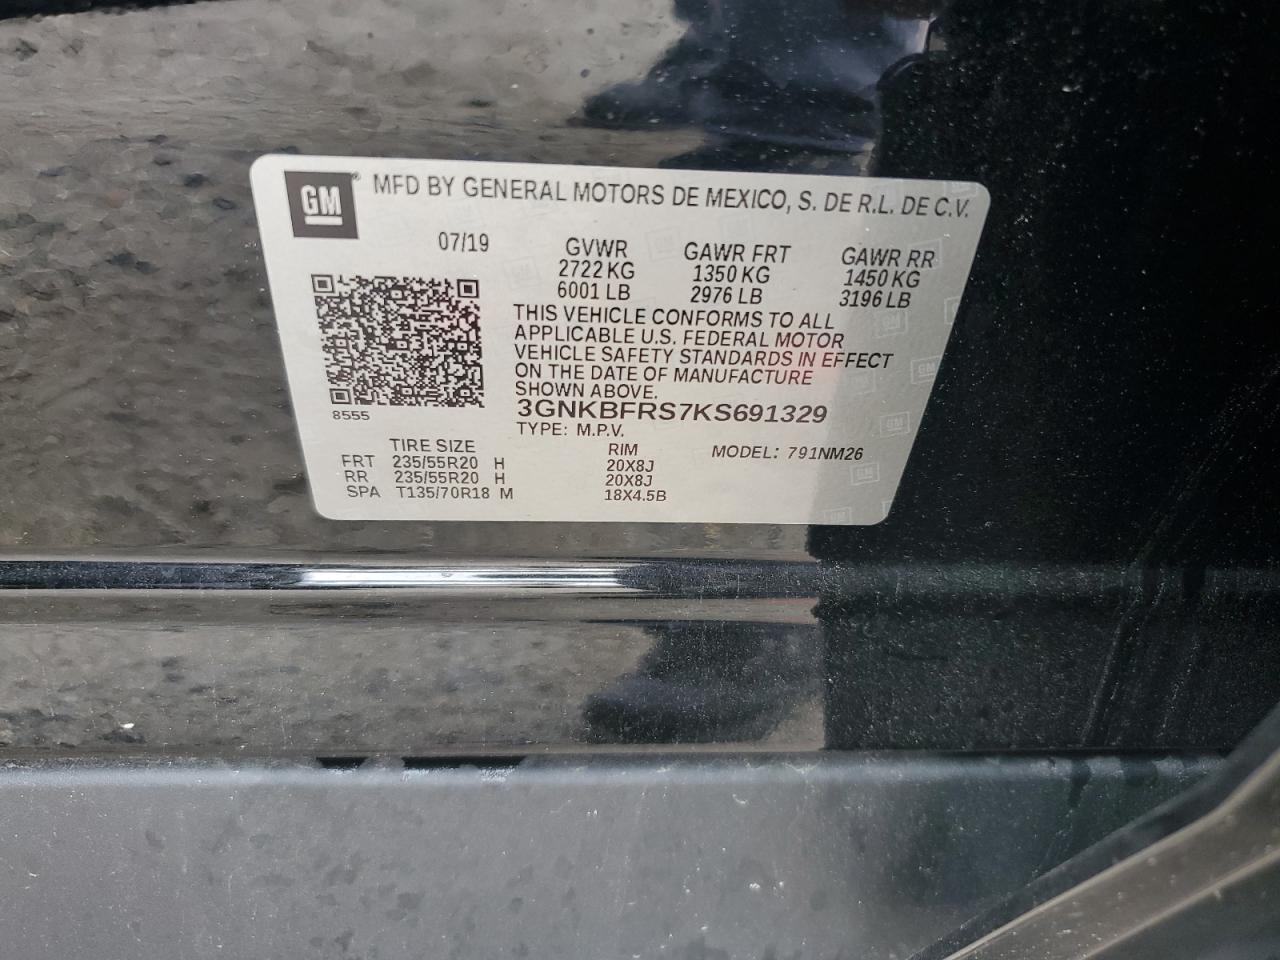 GM® MFD BY GENERAL MOTORS DE MEXICO, S. DE R.L. DE C.V.
07/19 GVWR GAWR FRT GAWR RR
2722 KG 1350 KG 1450 KG
6001 LB 2976 LB 3196 LB
THIS VEHICLE CONFORMS TO ALL
APPLICABLE U.S. FEDERAL MOTOR
VEHICLE SAFETY STANDARDS IN EFFECT
ON THE DATE OF MANUFACTURE
SHOWN ABOVE.
8555 3GNKBFRS7KS691329
TYPE: M.P.V.
TIRE SIZE RIM MODEL: 791NM26
FRT 235/55R20 H 20X8J
RR 235/55R20 H 20X8J
SPA T135/70R18 M 18X4.5B